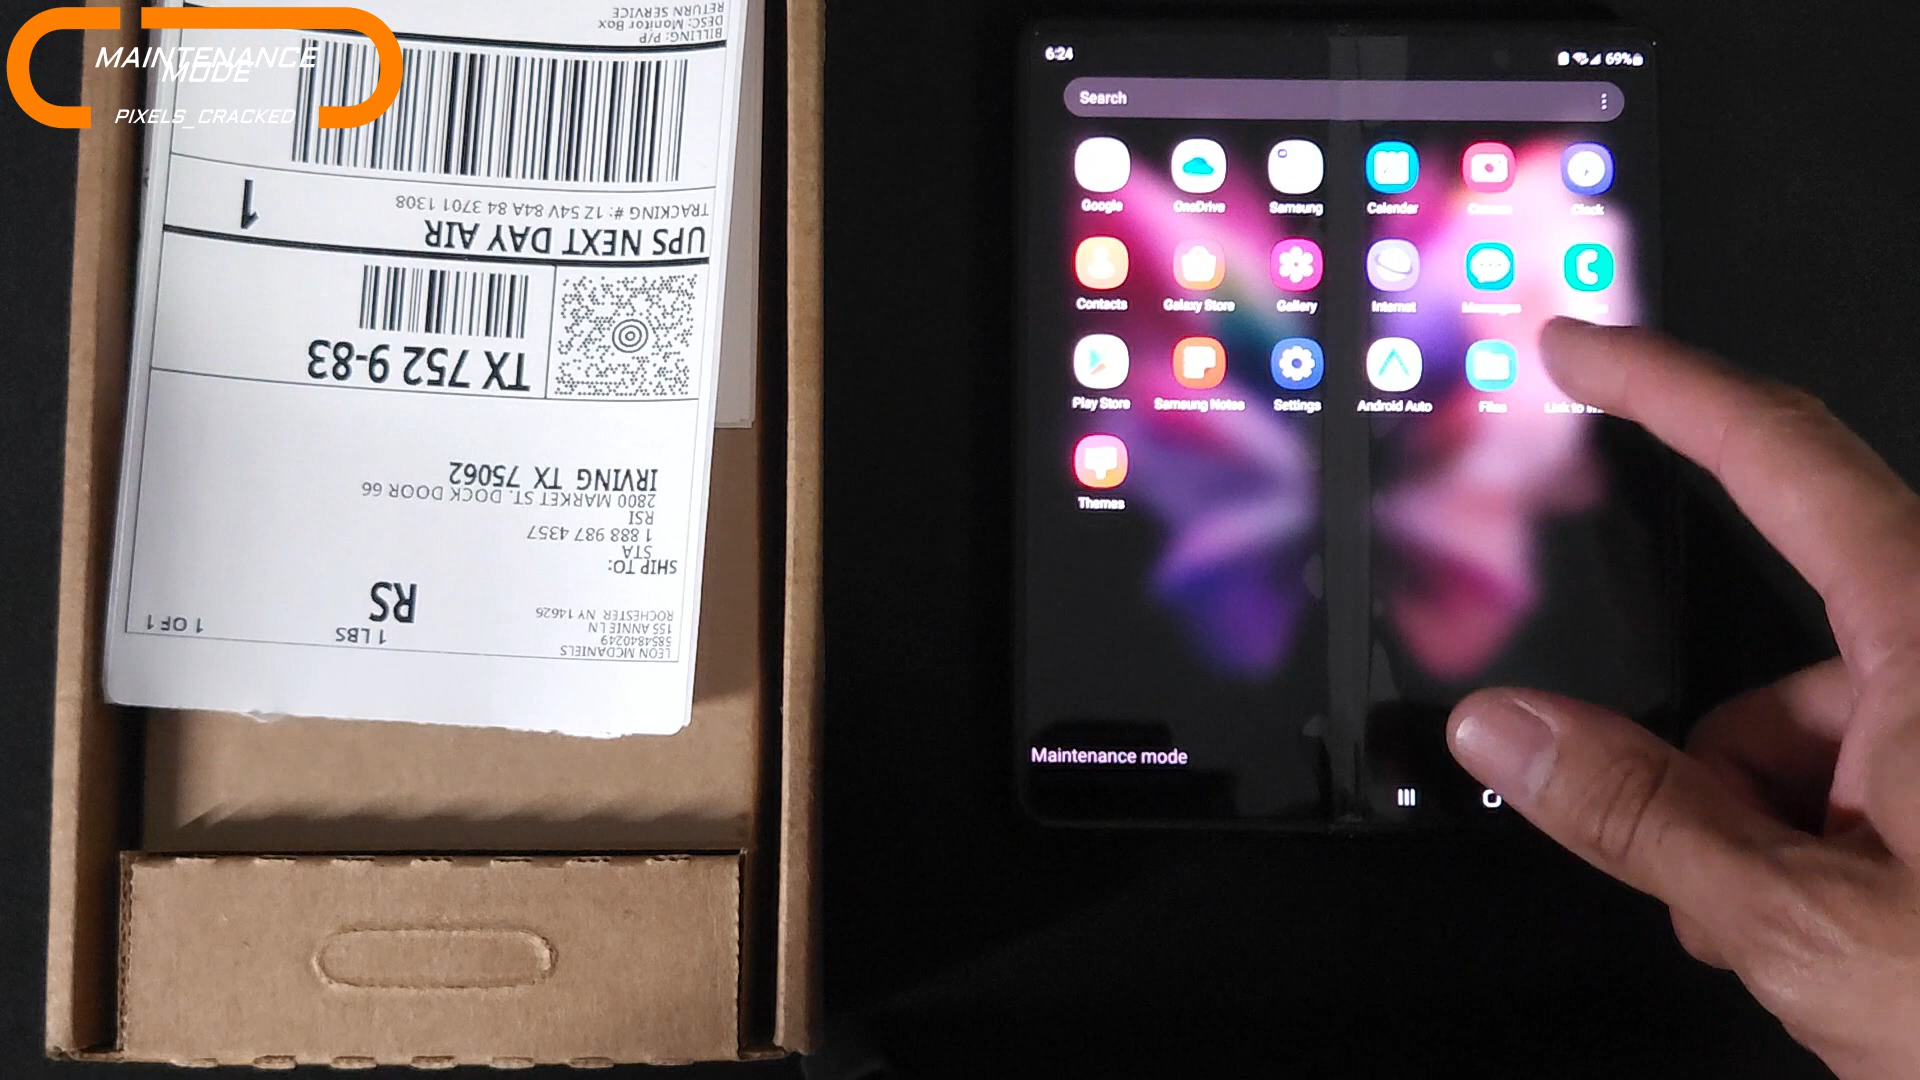 MAINTENANCE
MODE
PIXELS_CRACKED
LEON MCDANIELS
5854840249
155 ANNIE LN
ROCHESTER NY 14626
1 LBS
1 OF 1
RS
SHIP TO:
STA
1 888 987 4357
RSI
2800 MARKET ST. DOCK DOOR 66
IRVING TX 75062
TX 752 9-83
UPS NEXT DAY AIR
TRACKING #: 1Z 54V 84A 84 3701 1308
1
BILLING: P/P
DESC: Monitor Box
RETURN SERVICE
6:24
69%
Search
Google
OneDrive
Samsung
Calendar
Camera
Clock
Contacts
Galaxy Store
Gallery
Internet
Messages
Play Store
Samsung Notes
Settings
Android Auto
Files
Link to
Themes
Maintenance mode